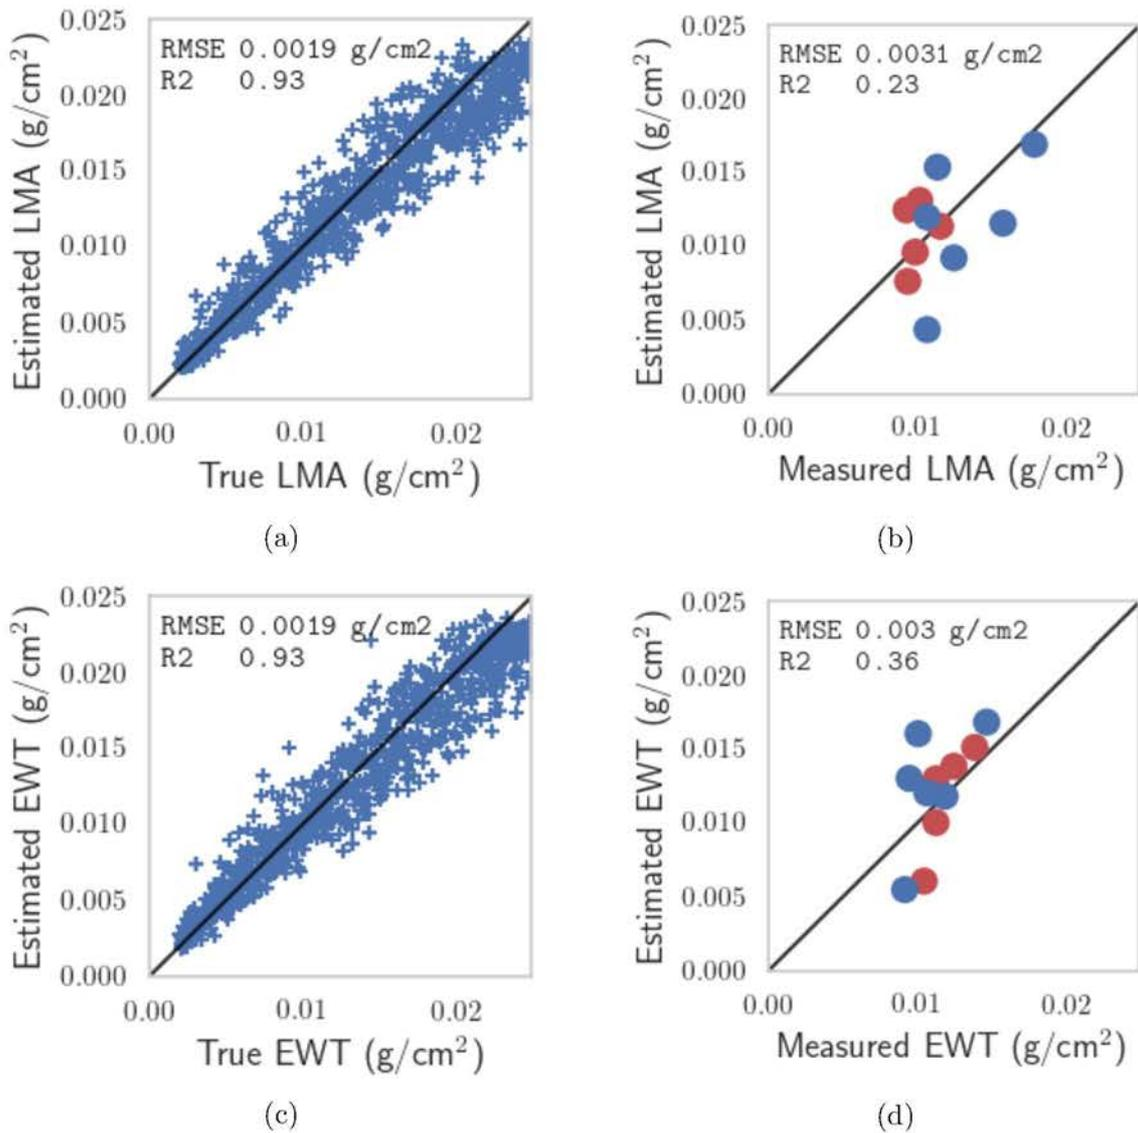 0.025
0.020
0.015
0.010
0.005
0.000
Estimated LMA (g/cm²)
RMSE 0.0019 g/cm2
R2 0.93
0.00 0.01 0.02
True LMA (g/cm²)
(a)
0.025
0.020
0.015
0.010
0.005
0.000
Estimated LMA (g/cm²)
RMSE 0.0031 g/cm2
R2 0.23
0.00 0.01 0.02
Measured LMA (g/cm²)
(b)
0.025
0.020
0.015
0.010
0.005
0.000
Estimated EWT (g/cm²)
RMSE 0.0019 g/cm2
R2 0.93
0.00 0.01 0.02
True EWT (g/cm²)
(c)
0.025
0.020
0.015
0.010
0.005
0.000
Estimated EWT (g/cm²)
RMSE 0.003 g/cm2
R2 0.36
0.00 0.01 0.02
Measured EWT (g/cm²)
(d)